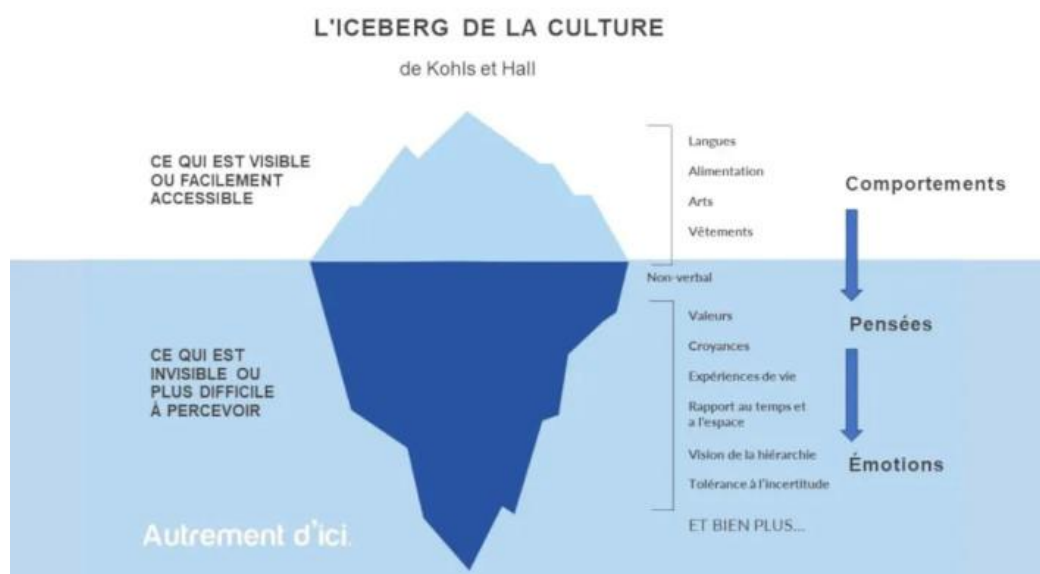 L'ICEBERG DE LA CULTURE
de Kohls et Hall
CE QUI EST VISIBLE
OU FACILEMENT
ACCESSIBLE
Langues
Alimentation
Arts
Vêtements
Comportements
Non-verbal
CE QUI EST
INVISIBLE OU
PLUS DIFFICILE
À PERCEVOIR
Valeurs
Croyances
Expériences de vie
Rapport au temps et
a l'espace
Vision de la hiérarchie
Tolérance à l'incertitude
ET BIEN PLUS...
Pensées
Émotions
Autrement d'ici.